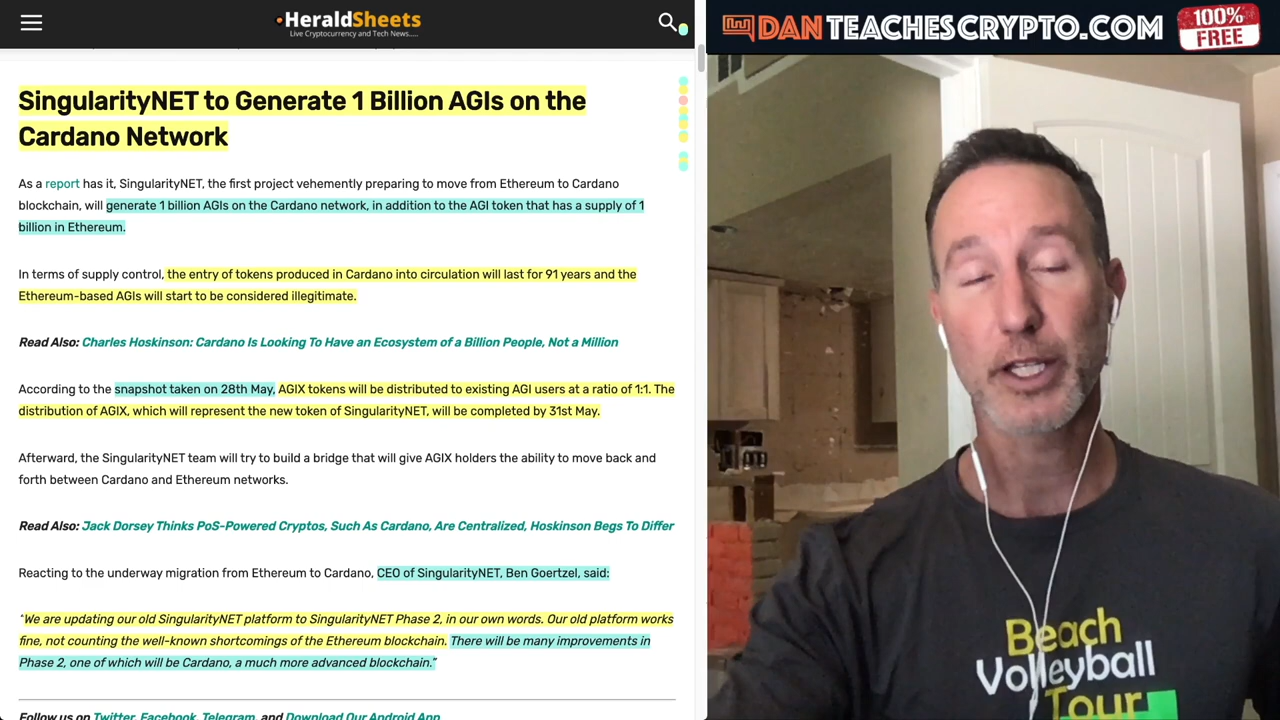 HeraldSheets
Live Cryptocurrency and Tech News.....
SingularityNET to Generate 1 Billion AGIs on the
Cardano Network
As a report has it, SingularityNET, the first project vehemently preparing to move from Ethereum to Cardano
blockchain, will generate 1 billion AGIs on the Cardano network, in addition to the AGI token that has a supply of 1
billion in Ethereum.
In terms of supply control, the entry of tokens produced in Cardano into circulation will last for 91 years and the
Ethereum-based AGIs will start to be considered illegitimate.
Read Also: Charles Hoskinson: Cardano Is Looking To Have an Ecosystem of a Billion People, Not a Million
According to the snapshot taken on 28th May, AGIX tokens will be distributed to existing AGI users at a ratio of 1:1. The
distribution of AGIX, which will represent the new token of SingularityNET, will be completed by 31st May.
Afterward, the SingularityNET team will try to build a bridge that will give AGIX holders the ability to move back and
forth between Cardano and Ethereum networks.
Read Also: Jack Dorsey Thinks PoS-Powered Cryptos, Such As Cardano, Are Centralized, Hoskinson Begs To Differ
Reacting to the underway migration from Ethereum to Cardano, CEO of SingularityNET, Ben Goertzel, said:
“We are updating our old SingularityNET platform to SingularityNET Phase 2, in our own words. Our old platform works
fine, not counting the well-known shortcomings of the Ethereum blockchain. There will be many improvements in
Phase 2, one of which will be Cardano, a much more advanced blockchain.”
Follow us on Twitter, Facebook, Telegram, and Download Our Android App
DANTEACHESCRYPTO.COM
100%
FREE
Beach
Volleyball
Tour